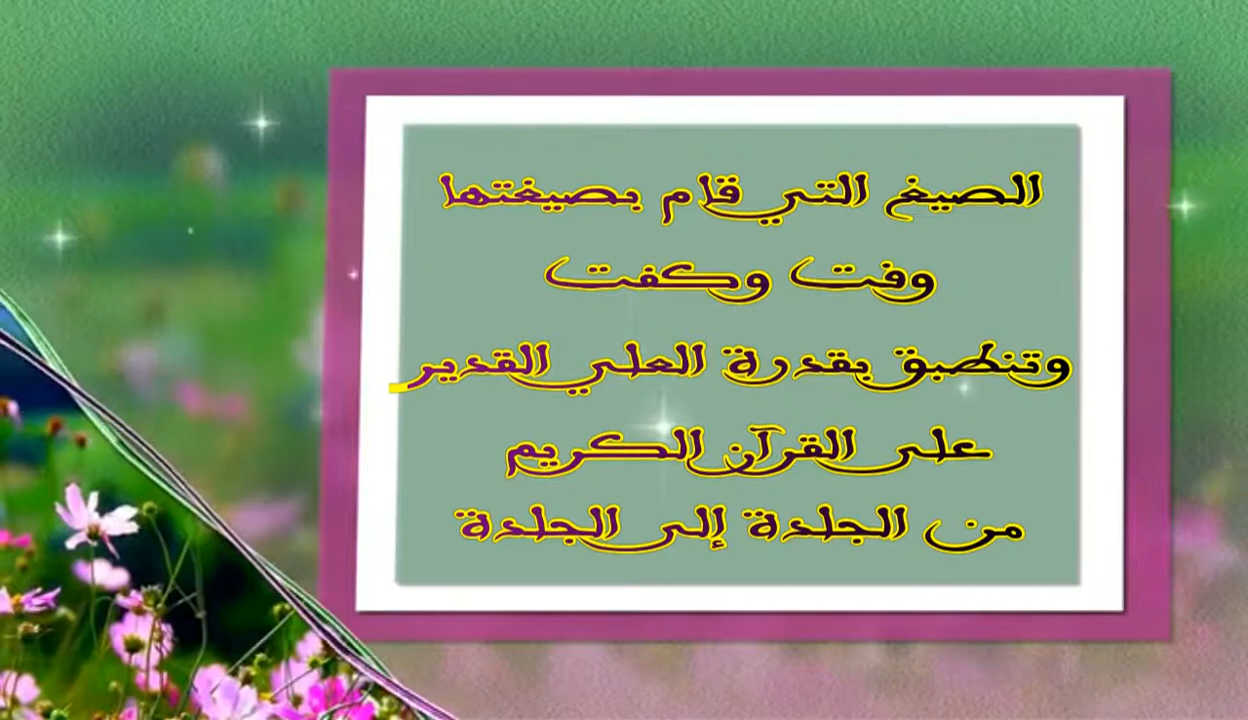 الصيغ التي قام بصيغتها
وفت وكفت
وتنطبق بقدرة العلي القدير
على القرآن الكريم
من الجلدة إلى الجلدة